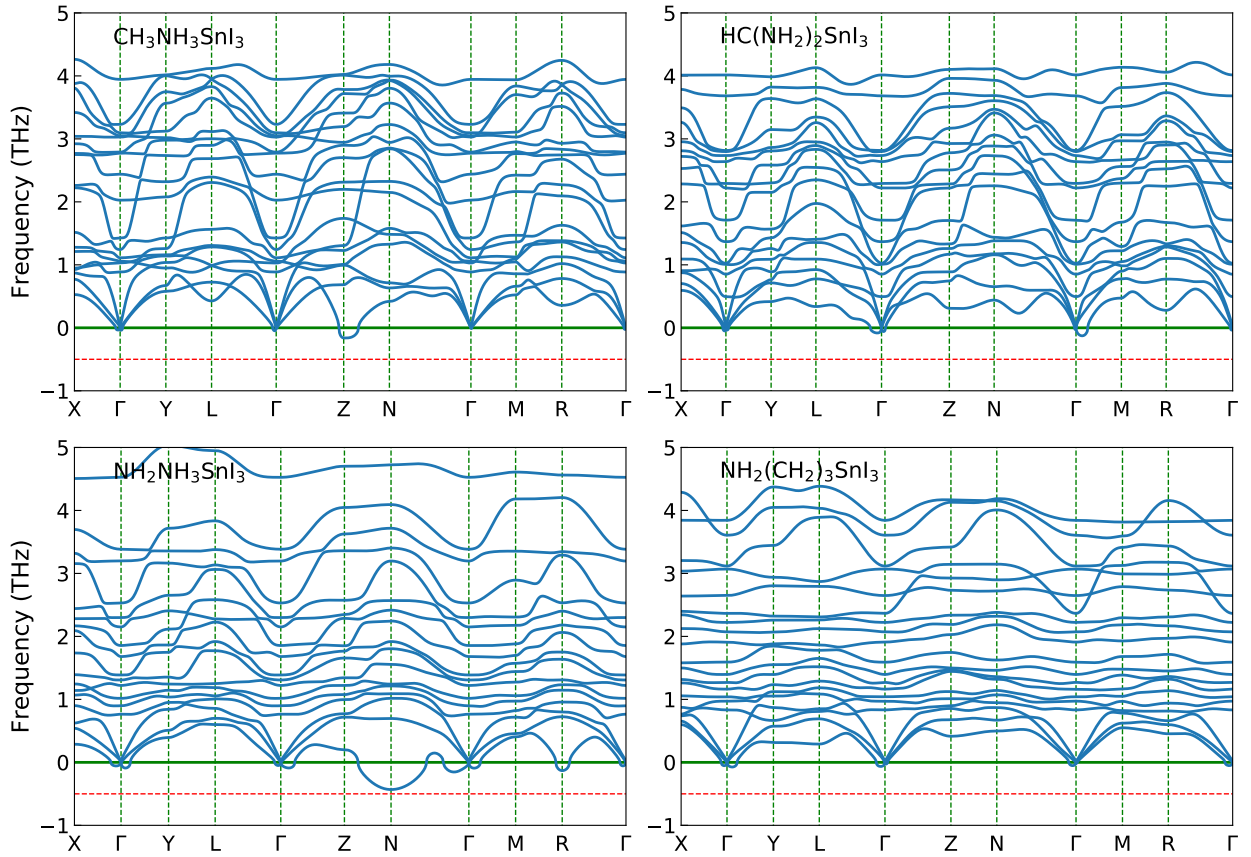 CH₃NH₃SnI₃
HC(NH₂)₂SnI₃
Frequency (THz)
5
4
3
2
1
0
−1
X Γ Y L Γ Z N Γ M R Γ
5
4
3
2
1
0
−1
X Γ Y L Γ Z N Γ M R Γ
NH₂NH₃SnI₃
NH₂(CH₂)₃SnI₃
Frequency (THz)
5
4
3
2
1
0
−1
X Γ Y L Γ Z N Γ M R Γ
5
4
3
2
1
0
−1
X Γ Y L Γ Z N Γ M R Γ